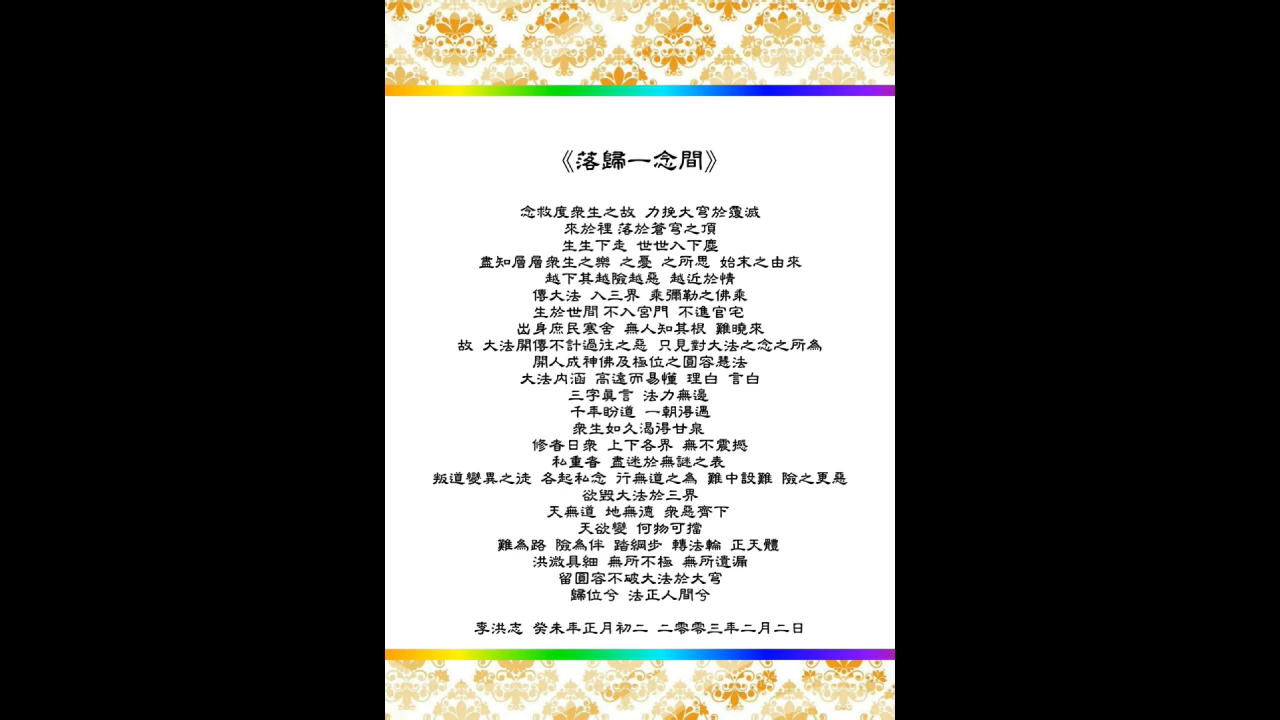 《落歸一念間》
念救度衆生之故 力挽大穹於覆滅
來於裡 落於蒼穹之頂
生生下走 世世入下塵
盡知層層衆生之樂 之憂 之所思 始末之由來
越下其越險越惡 越近於情
傳大法 入三界 乘彌勒之佛乘
生於世間 不入宮門 不進官宅
出身庶民寒舍 無人知其根 難曉來
故 大法開傳不計過往之惡 只見對大法之念之所為
開人成神佛及極位之圓容慧法
大法內涵 高遠而易懂 理白 言白
三字真言 法力無邊
千年盼道 一朝得遇
衆生如久渴得甘泉
修者日衆 上下各界 無不震撼
私重者 盡迷於無謎之表
叛道變異之徒 各起私念 行無道之為 難中設難 險之更惡
欲毀大法於三界
天無道 地無德 衆惡齊下
天欲變 何物可擋
難為路 險為伴 踏綱步 轉法輪 正天體
洪微具細 無所不極 無所遺漏
留圓容不破大法於大穹
歸位兮 法正人間兮
李洪志 癸未年正月初二 二零零三年二月二日